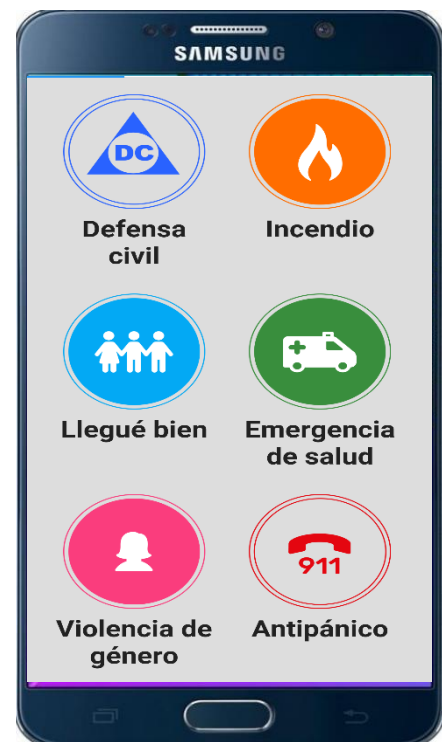 SAMSUNG
DC
Defensa
civil
Incendio
Llegué bien
Emergencia
de salud
Violencia de
género
911
Antipánico